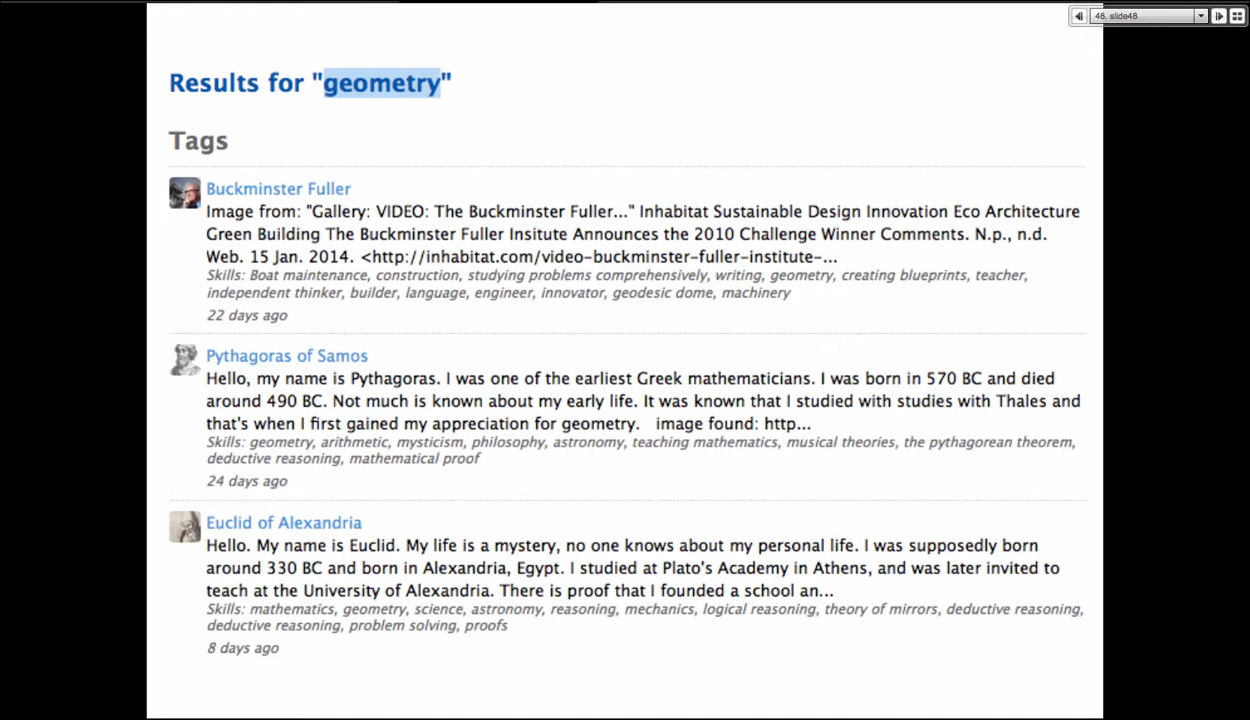 48. slide48
Results for "geometry"
Tags
Buckminster Fuller
Image from: "Gallery: VIDEO: The Buckminster Fuller..." Inhabitat Sustainable Design Innovation Eco Architecture
Green Building The Buckminster Fuller Insitute Announces the 2010 Challenge Winner Comments. N.p., n.d.
Web. 15 Jan. 2014. <http://inhabitat.com/video-buckminster-fuller-institute-...
Skills: Boat maintenance, construction, studying problems comprehensively, writing, geometry, creating blueprints, teacher,
independent thinker, builder, language, engineer, innovator, geodesic dome, machinery
22 days ago
Pythagoras of Samos
Hello, my name is Pythagoras. I was one of the earliest Greek mathematicians. I was born in 570 BC and died
around 490 BC. Not much is known about my early life. It was known that I studied with studies with Thales and
that's when I first gained my appreciation for geometry. image found: http...
Skills: geometry, arithmetic, mysticism, philosophy, astronomy, teaching mathematics, musical theories, the pythagorean theorem,
deductive reasoning, mathematical proof
24 days ago
Euclid of Alexandria
Hello. My name is Euclid. My life is a mystery, no one knows about my personal life. I was supposedly born
around 330 BC and born in Alexandria, Egypt. I studied at Plato's Academy in Athens, and was later invited to
teach at the University of Alexandria. There is proof that I founded a school an...
Skills: mathematics, geometry, science, astronomy, reasoning, mechanics, logical reasoning, theory of mirrors, deductive reasoning,
deductive reasoning, problem solving, proofs
8 days ago